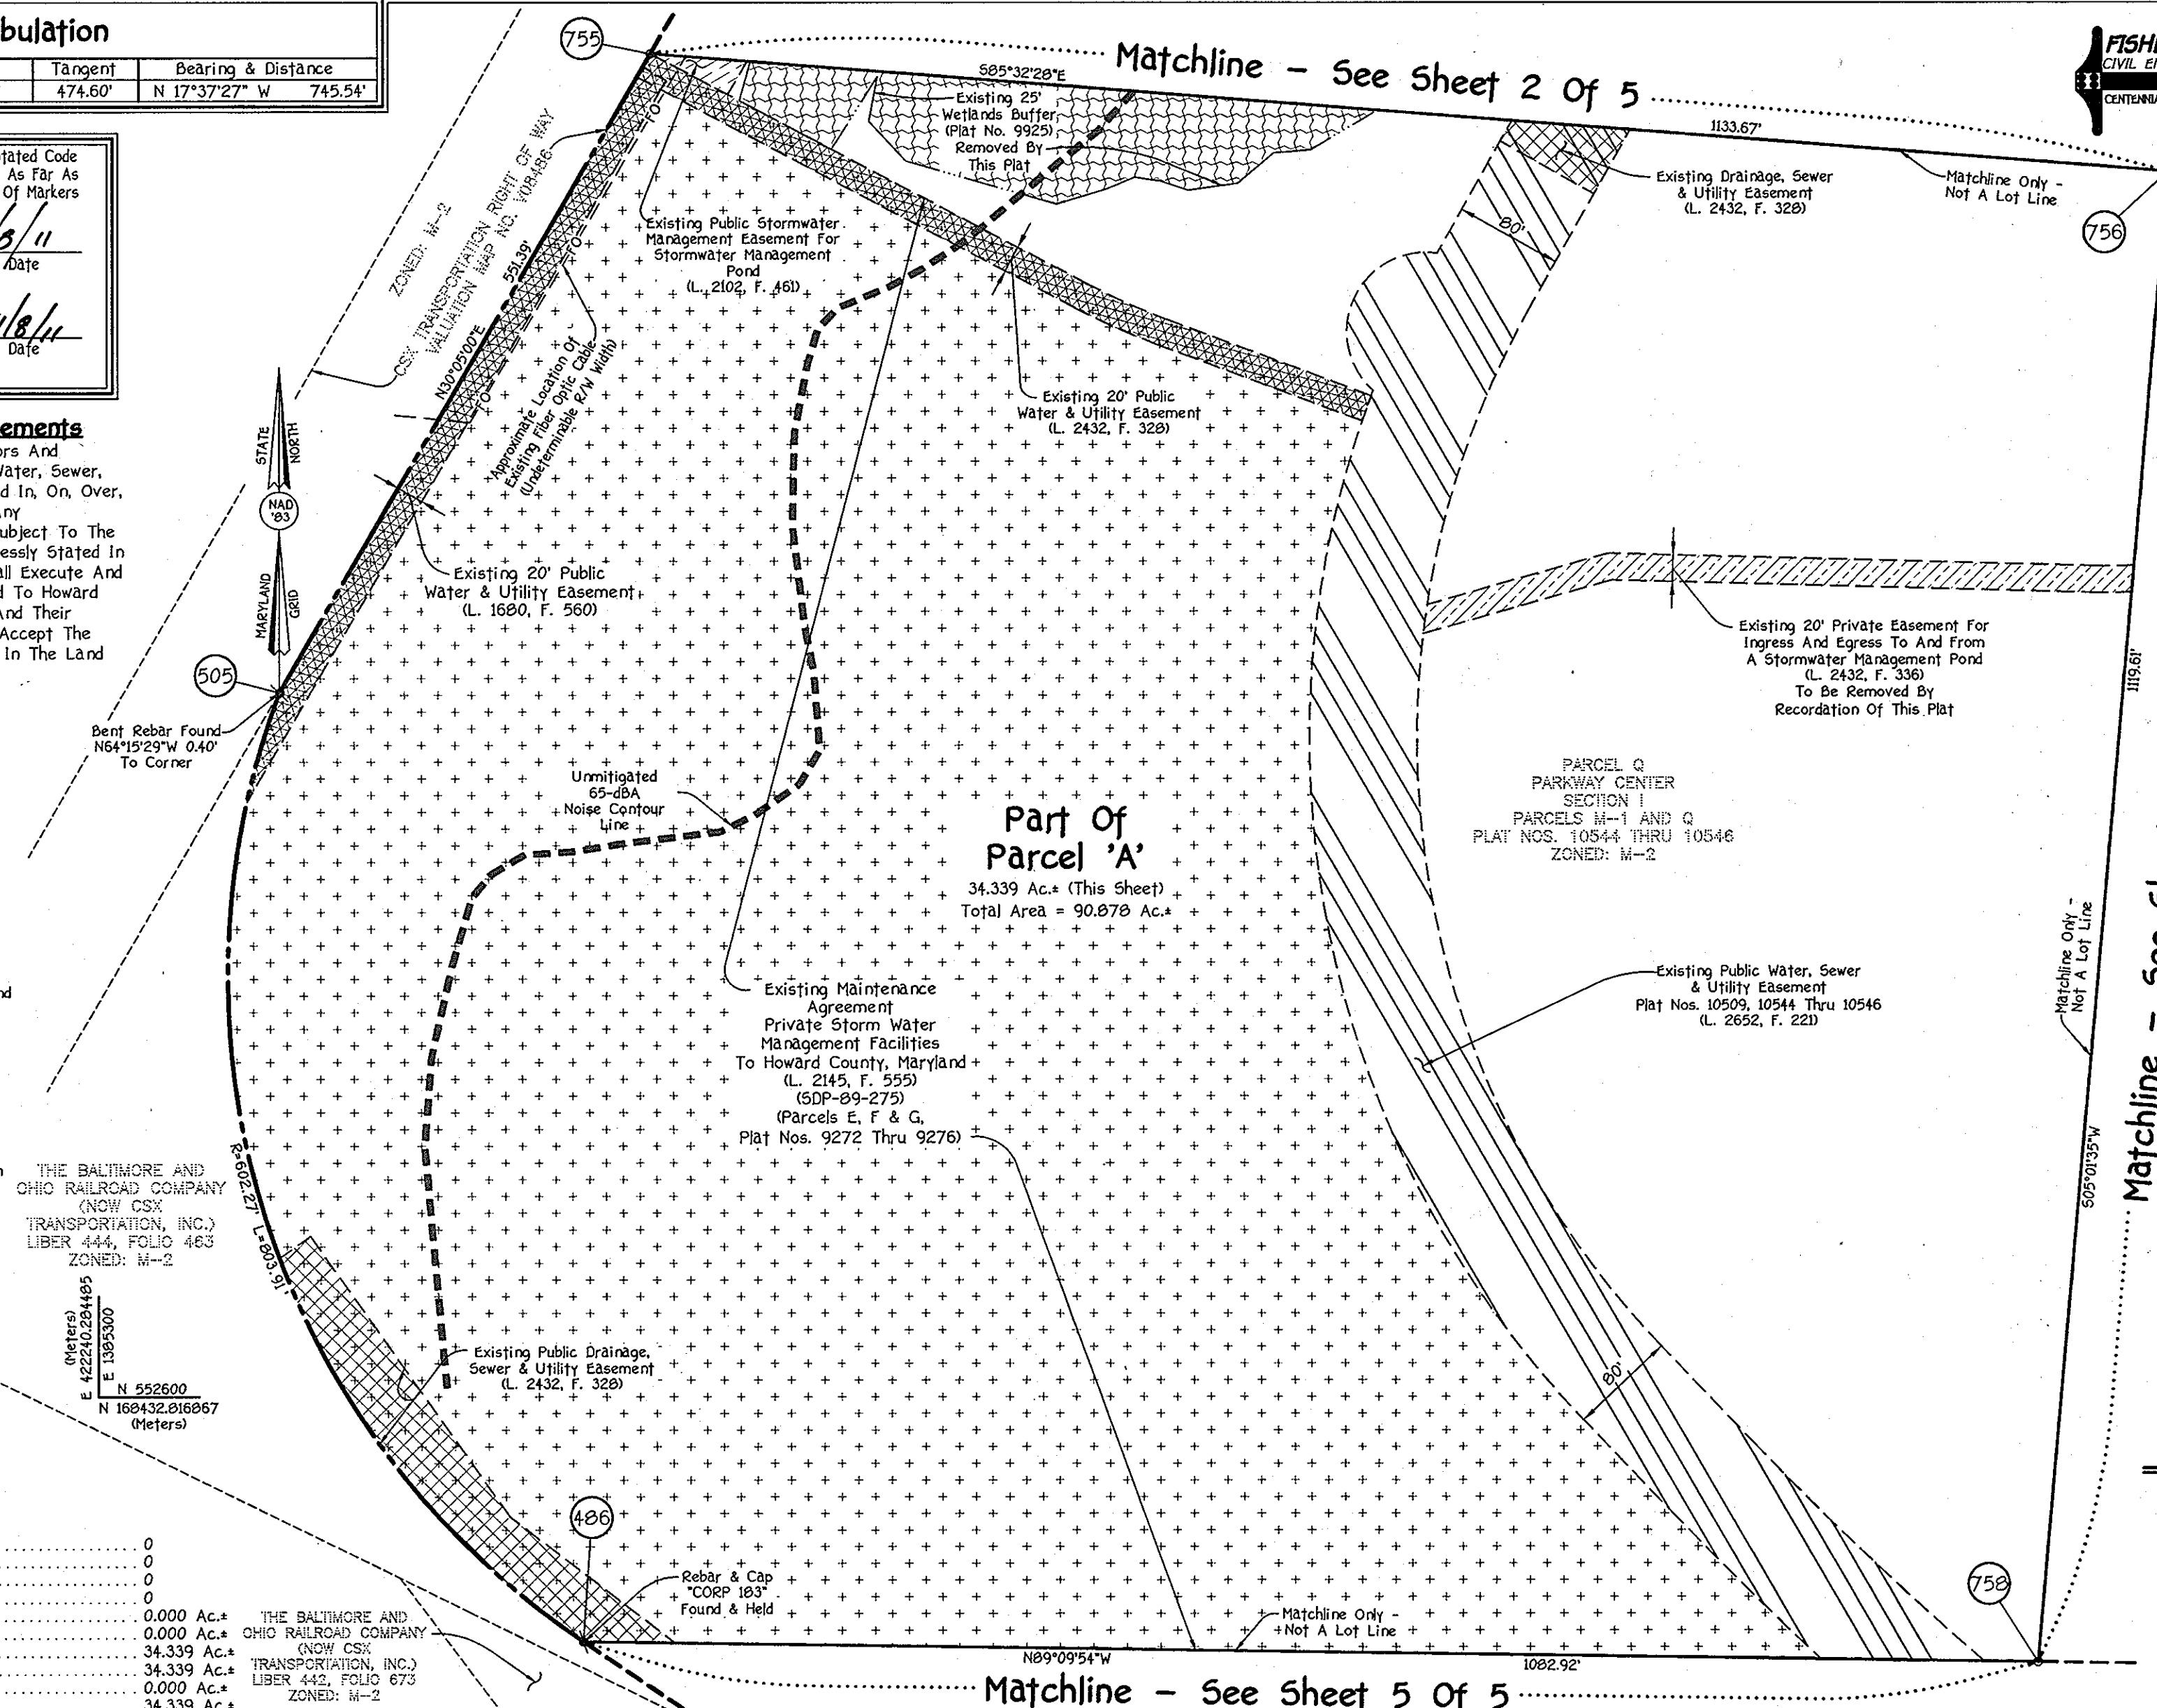 bulation
Tangent
Bearing & Distance
474.60'
N 17°37'27" W 745.54'
tated Code
As Far As
Of Markers
Date
Date
ements
ors And
Water, Sewer,
d In, On, Over,
ny
ubject To The
essly Stated In
all Execute And
d To Howard
And Their
Accept The
In The Land
755
Matchline - See Sheet 2 Of 5
S85°32'28"E
1133.67'
FISH
CIVIL E
CENTENNIA
756
Existing 25'
Wetlands Buffer
(Plat No. 9925)
Removed By
This Plat
Existing Drainage, Sewer
& Utility Easement
(L. 2432, F. 328)
Matchline Only -
Not A Lot Line
80'
ZONED: M-2
CSX TRANSPORTATION RIGHT OF WAY
VALUATION MAP NO. V08486
551.39'
N30°05'00"E
FO
FO
FO
Existing Public Stormwater
Management Easement For
Stormwater Management
Pond
(L. 2102, F. 461)
Approximate Location Of
Existing Fiber Optic Cable
(Undeterminable R/W Width)
Existing 20' Public
Water & Utility Easement
(L. 2432, F. 328)
STATE
NORTH
NAD
'83
MARYLAND
GRID
Existing 20' Public
Water & Utility Easement
(L. 1680, F. 560)
505
Bent Rebar Found
N64°15'29"W 0.40'
To Corner
Existing 20' Private Easement For
Ingress And Egress To And From
A Stormwater Management Pond
(L. 2432, F. 336)
To Be Removed By
Recordation Of This Plat
1119.61'
Unmitigated
65-dBA
Noise Contour
Line
Part Of
Parcel 'A'
34.339 Ac.± (This Sheet)
Total Area = 90.878 Ac.±
PARCEL Q
PARKWAY CENTER
SECTION 1
PARCELS M-1 AND Q
PLAT NOS. 10544 THRU 10546
ZONED: M-2
Matchline Only -
Not A Lot Line
Existing Public Water, Sewer
& Utility Easement
Plat Nos. 10509, 10544 Thru 10546
(L. 2652, F. 221)
nd
Existing Maintenance
Agreement
Private Storm Water
Management Facilities
To Howard County, Maryland
(L. 2145, F. 555)
(SDP-89-275)
(Parcels E, F & G,
Plat Nos. 9272 Thru 9276)
S05°01'35"W
Matchline - See
R=602.27' L=803.91'
THE BALTIMORE AND
OHIO RAILROAD COMPANY
(NOW CSX
TRANSPORTATION, INC.)
LIBER 444, FOLIO 463
ZONED: M-2
(Meters)
E 422240.284485
E 1385300
N 552600
N 168432.816867
(Meters)
Existing Public Drainage,
Sewer & Utility Easement
(L. 2432, F. 328)
80'
486
Rebar & Cap
"CORP 183"
Found & Held
Matchline Only -
Not A Lot Line
758
0
0
0
0
0.000 Ac.±
0.000 Ac.±
34.339 Ac.±
34.339 Ac.±
0.000 Ac.±
34.339 Ac.±
THE BALTIMORE AND
OHIO RAILROAD COMPANY
(NOW CSX
TRANSPORTATION, INC.)
LIBER 442, FOLIO 673
ZONED: M-2
N89°09'54"W
1082.92'
Matchline - See Sheet 5 Of 5